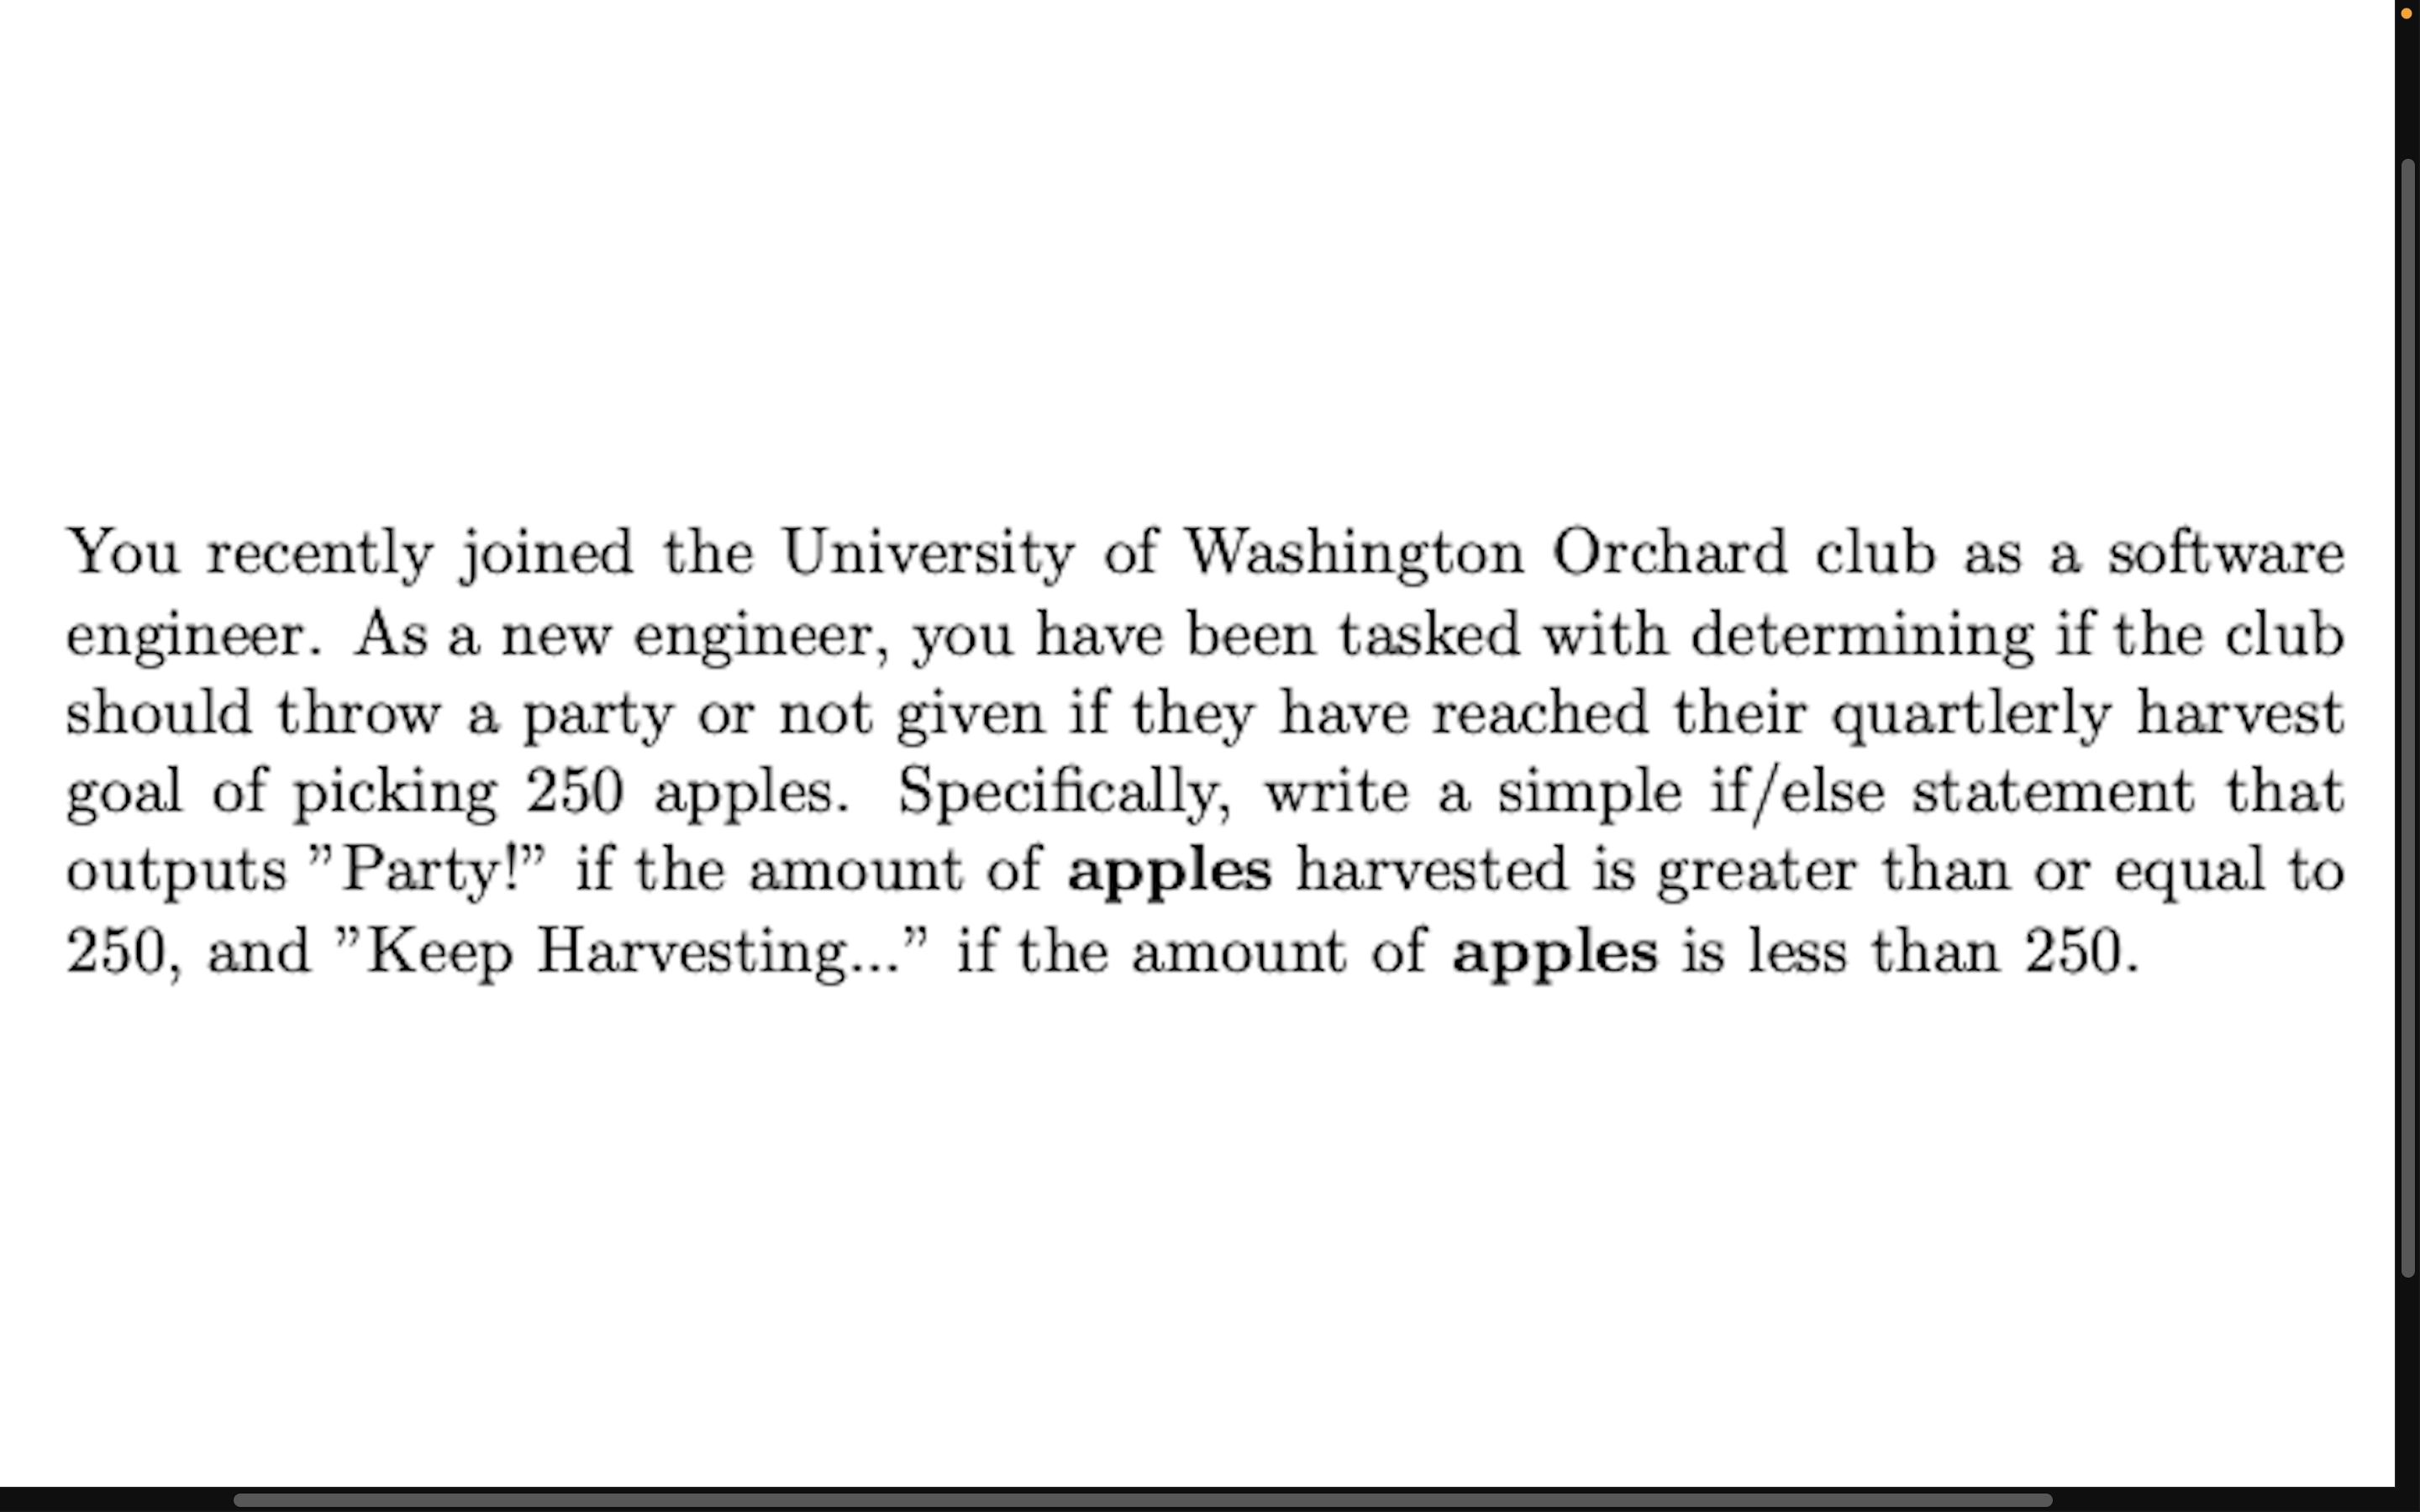 You recently joined the University of Washington Orchard club as a software
engineer. As a new engineer, you have been tasked with determining if the club
should throw a party or not given if they have reached their quartlerly harvest
goal of picking 250 apples. Specifically, write a simple if/else statement that
outputs ”Party!” if the amount of apples harvested is greater than or equal to
250, and ”Keep Harvesting...” if the amount of apples is less than 250.